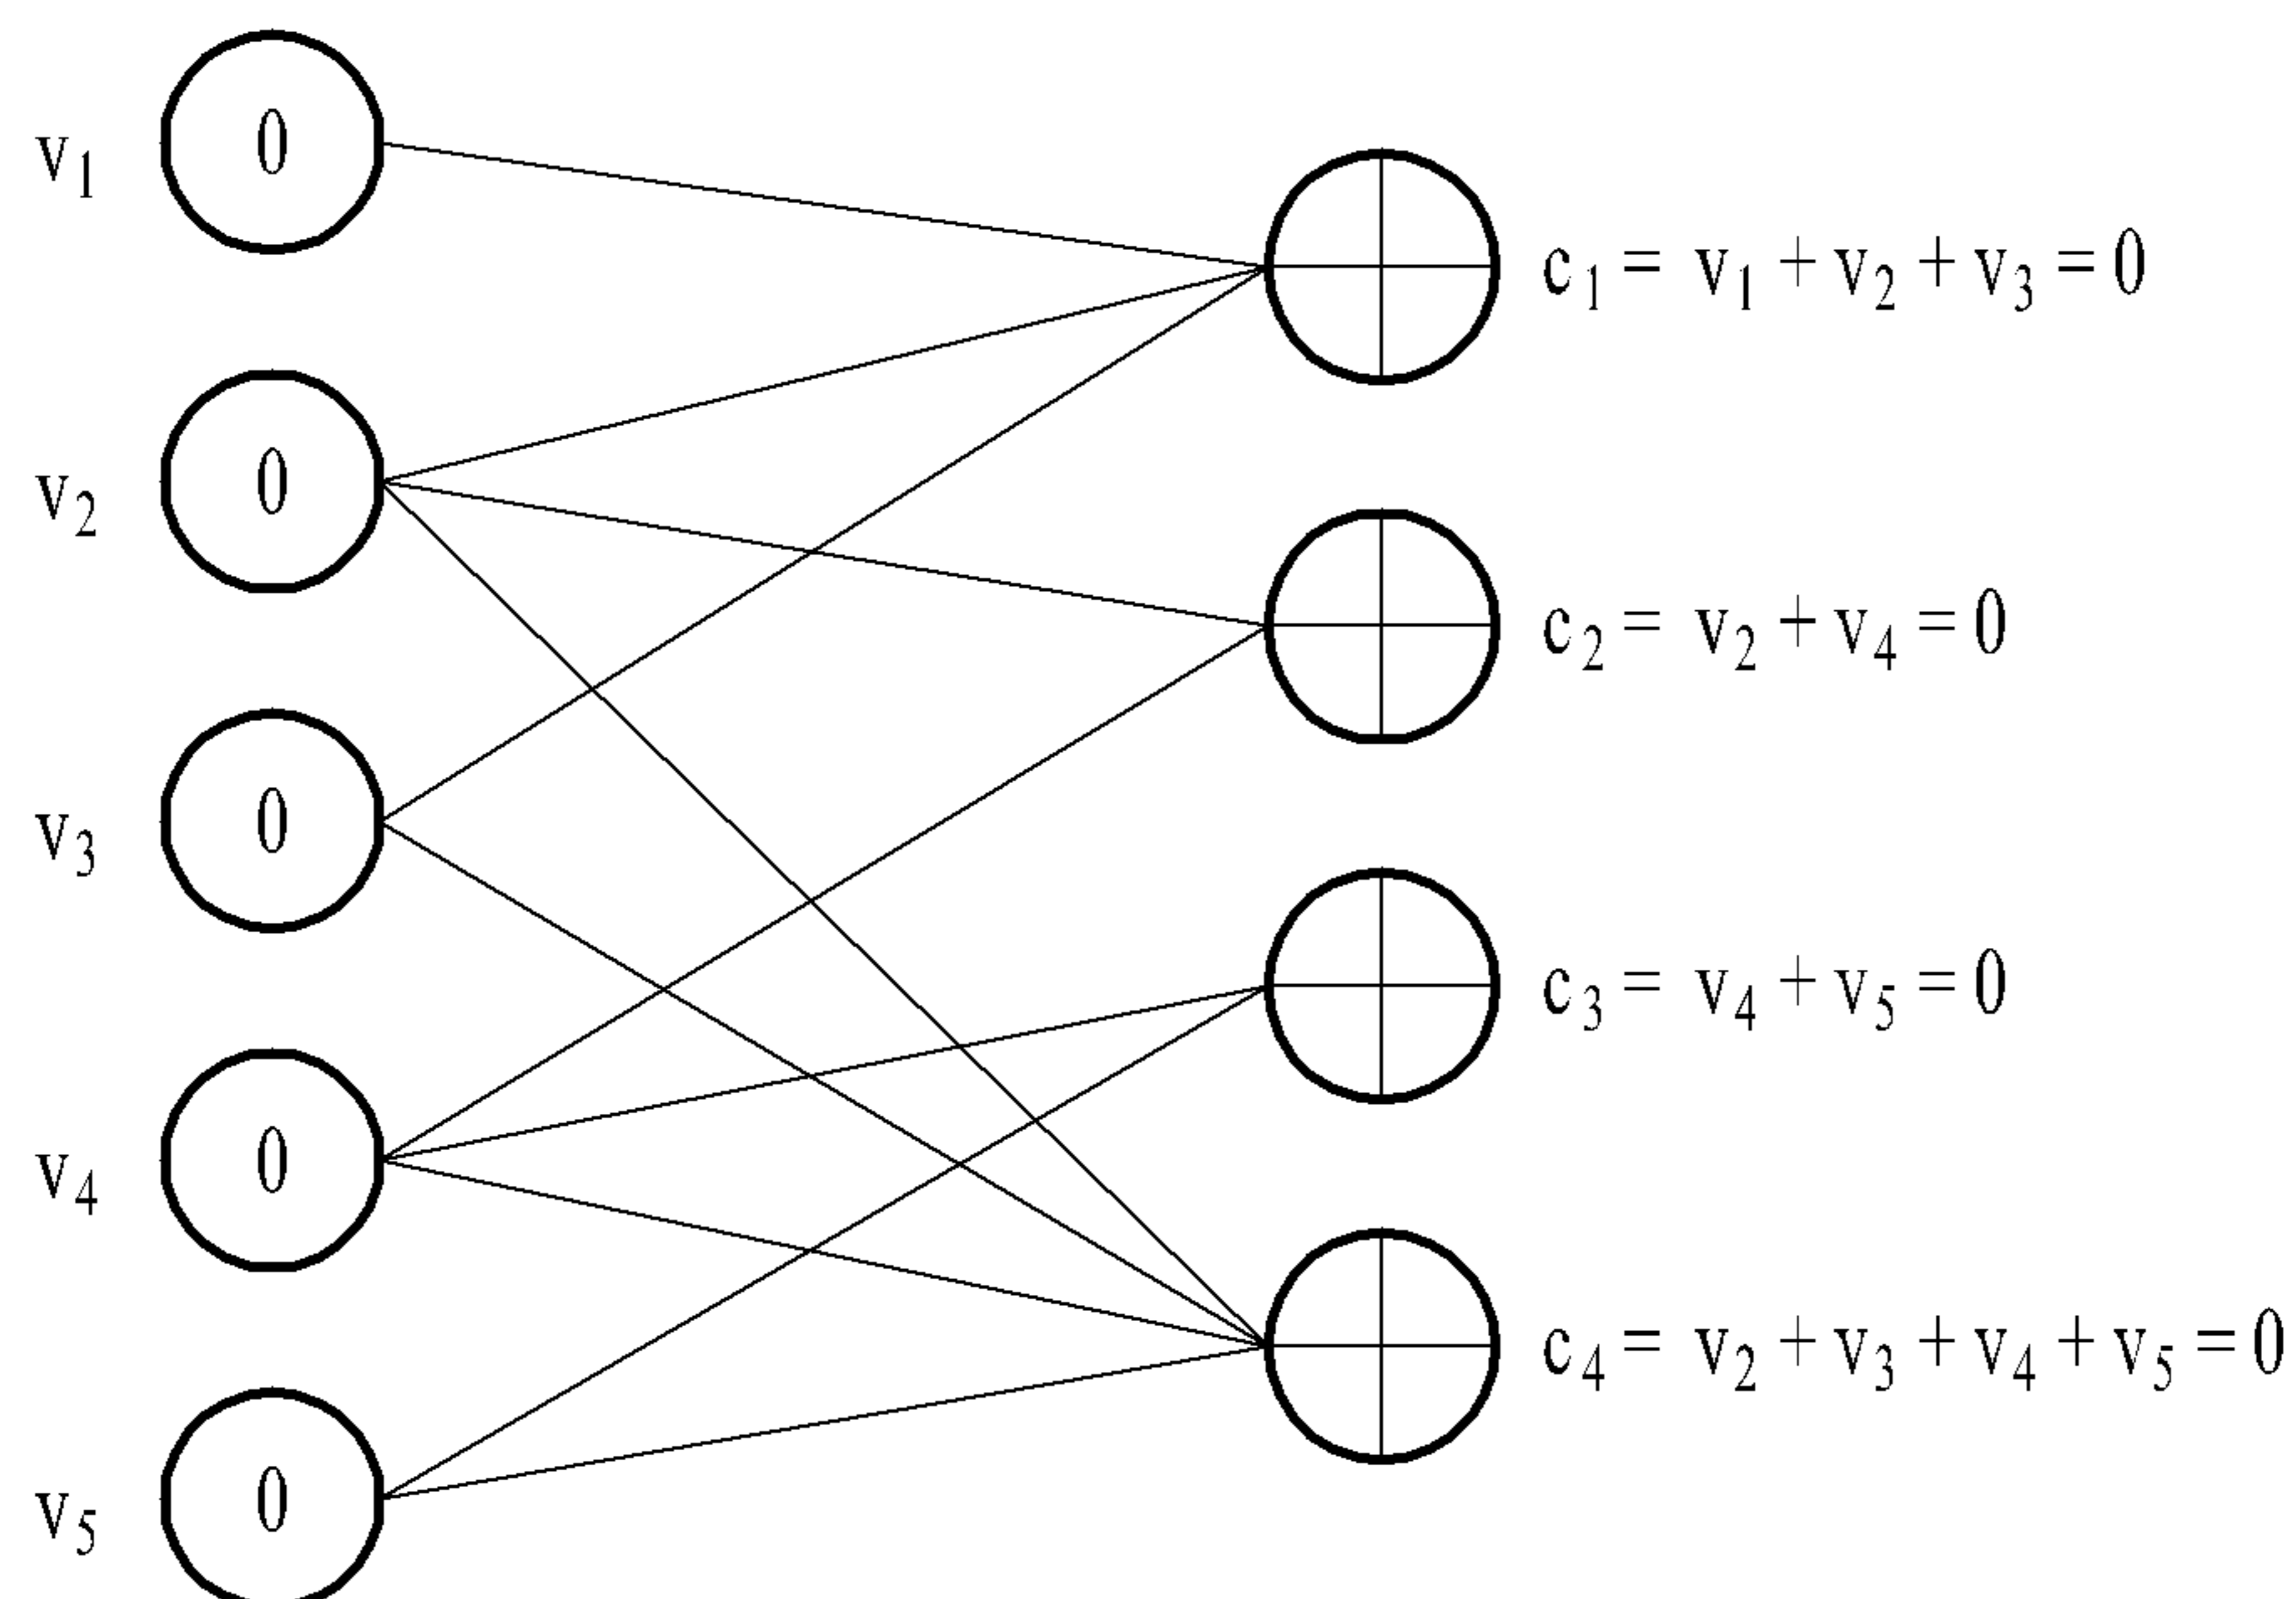 v1 0
c1 = v1 + v2 + v3 = 0
v2 0
c2 = v2 + v4 = 0
v3 0
c3 = v4 + v5 = 0
v4 0
c4 = v2 + v3 + v4 + v5 = 0
v5 0